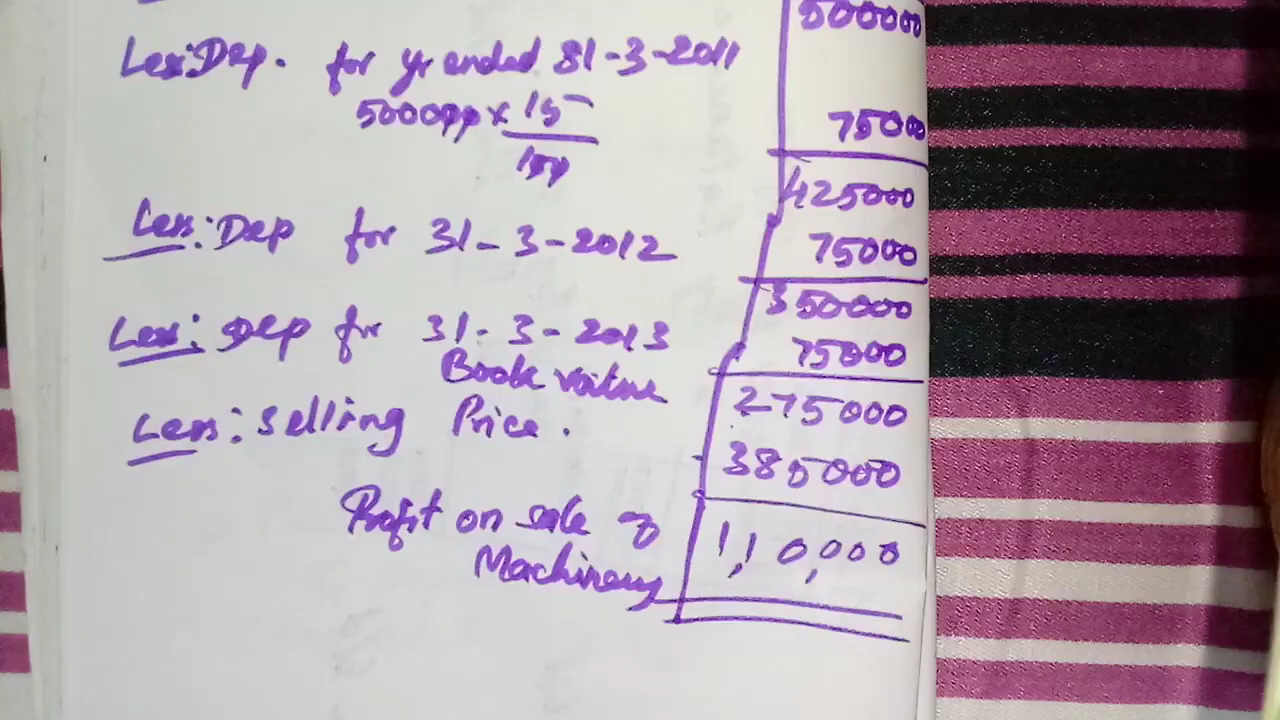 500000
Less: Dep. for yr ended 31-3-2011
500000 × 15
75000
100
425000
Less: Dep for 31-3-2012
75000
350000
Less: Dep for 31-3-2013
75000
Book value
275000
Less: Selling Price.
385000
Profit on sale of
Machinery
1,10,000